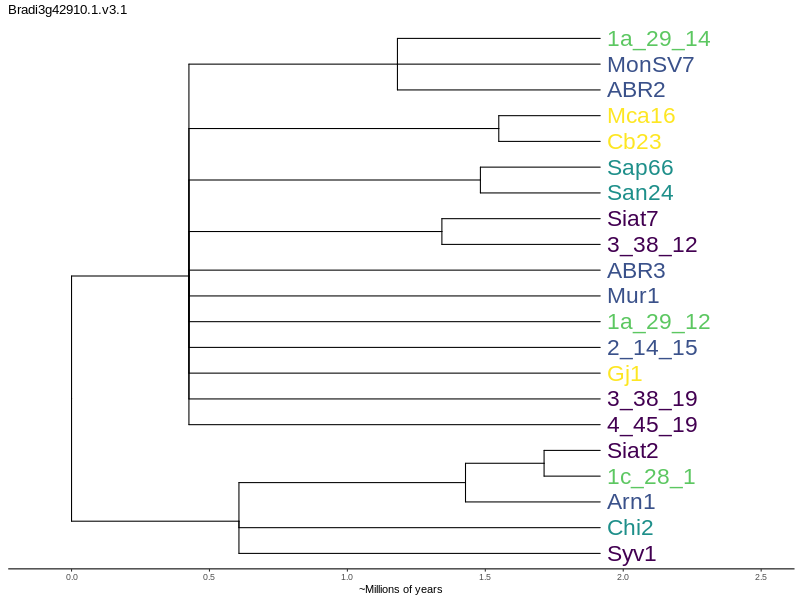 Bradi3g42910.1.v3.1
1a_29_14
MonSV7
ABR2
Mca16
Cb23
Sap66
San24
Siat7
3_38_12
ABR3
Mur1
1a_29_12
2_14_15
Gj1
3_38_19
4_45_19
Siat2
1c_28_1
Arn1
Chi2
Syv1
0.0 0.5 1.0 1.5 2.0 2.5
~Millions of years